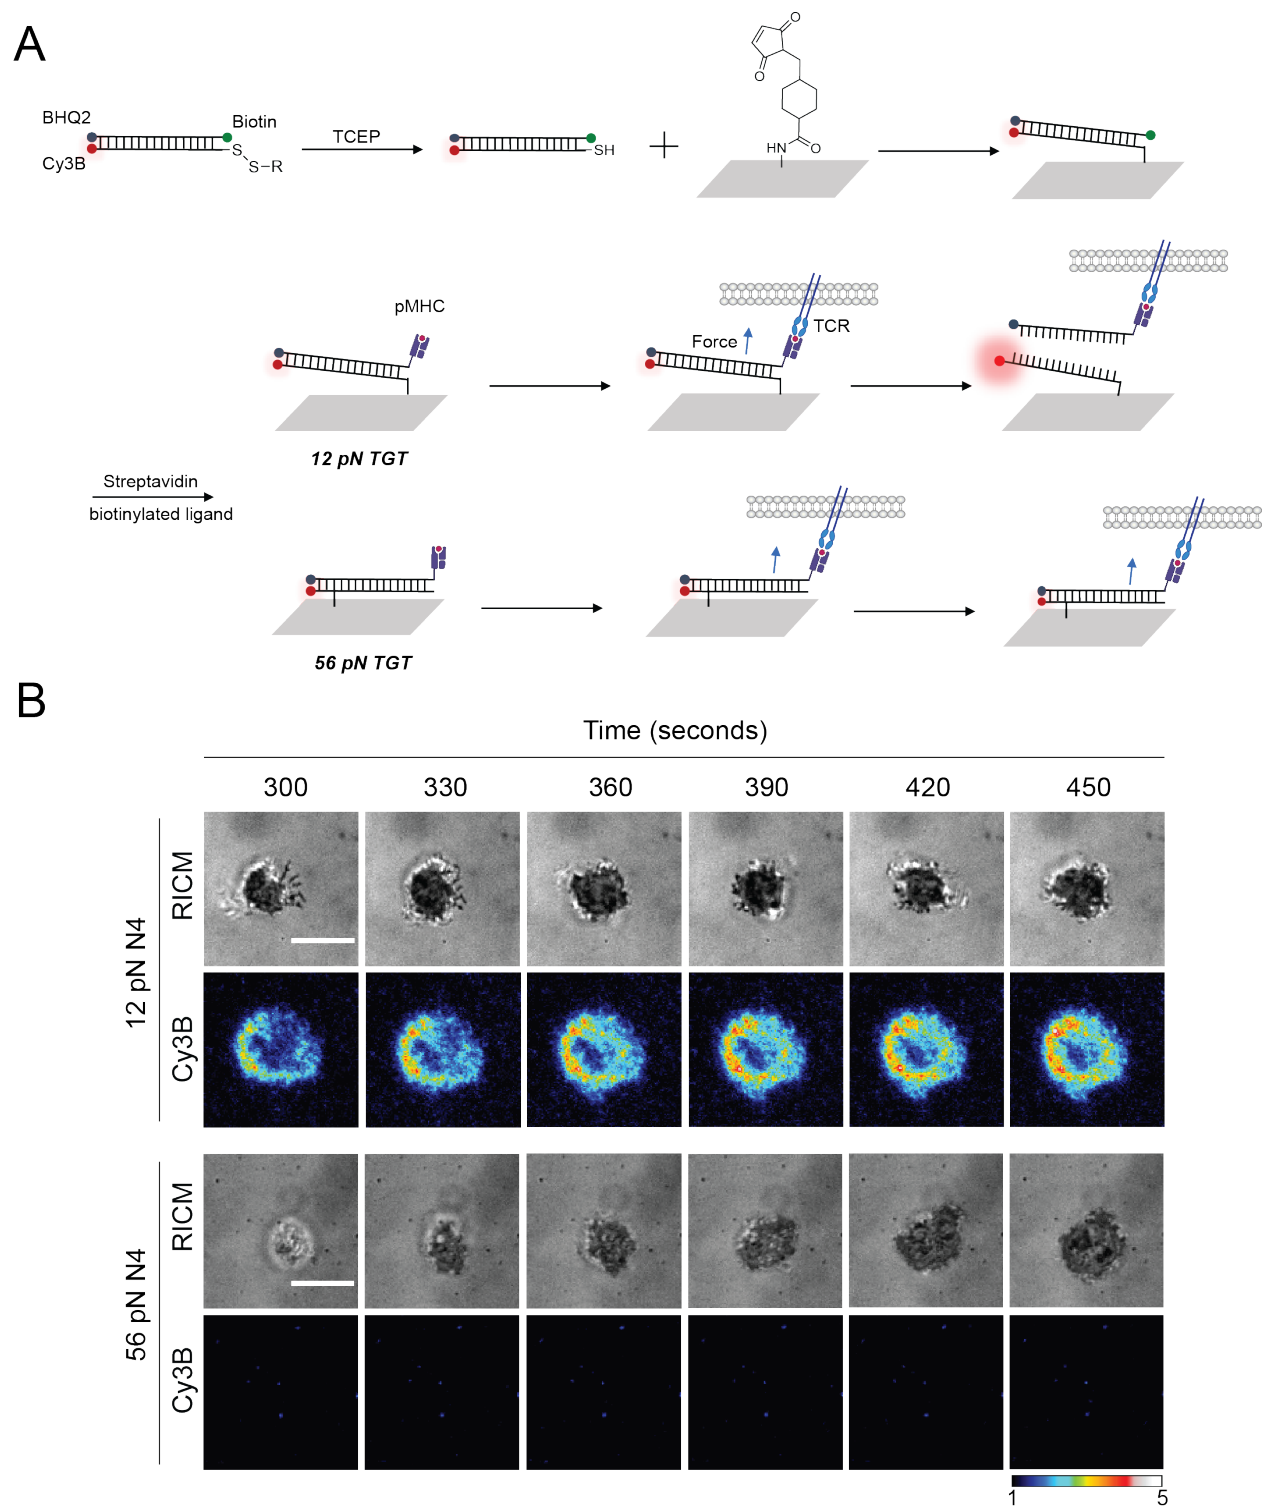 A
BHQ2
Biotin
Cy3B
S
S–R
TCEP
SH
+
O
O
HN
O
pMHC
Force
TCR
12 pN TGT
Streptavidin
biotinylated ligand
56 pN TGT
B
Time (seconds)
300 330 360 390 420 450
12 pN N4
RICM
Cy3B
56 pN N4
RICM
Cy3B
1 5